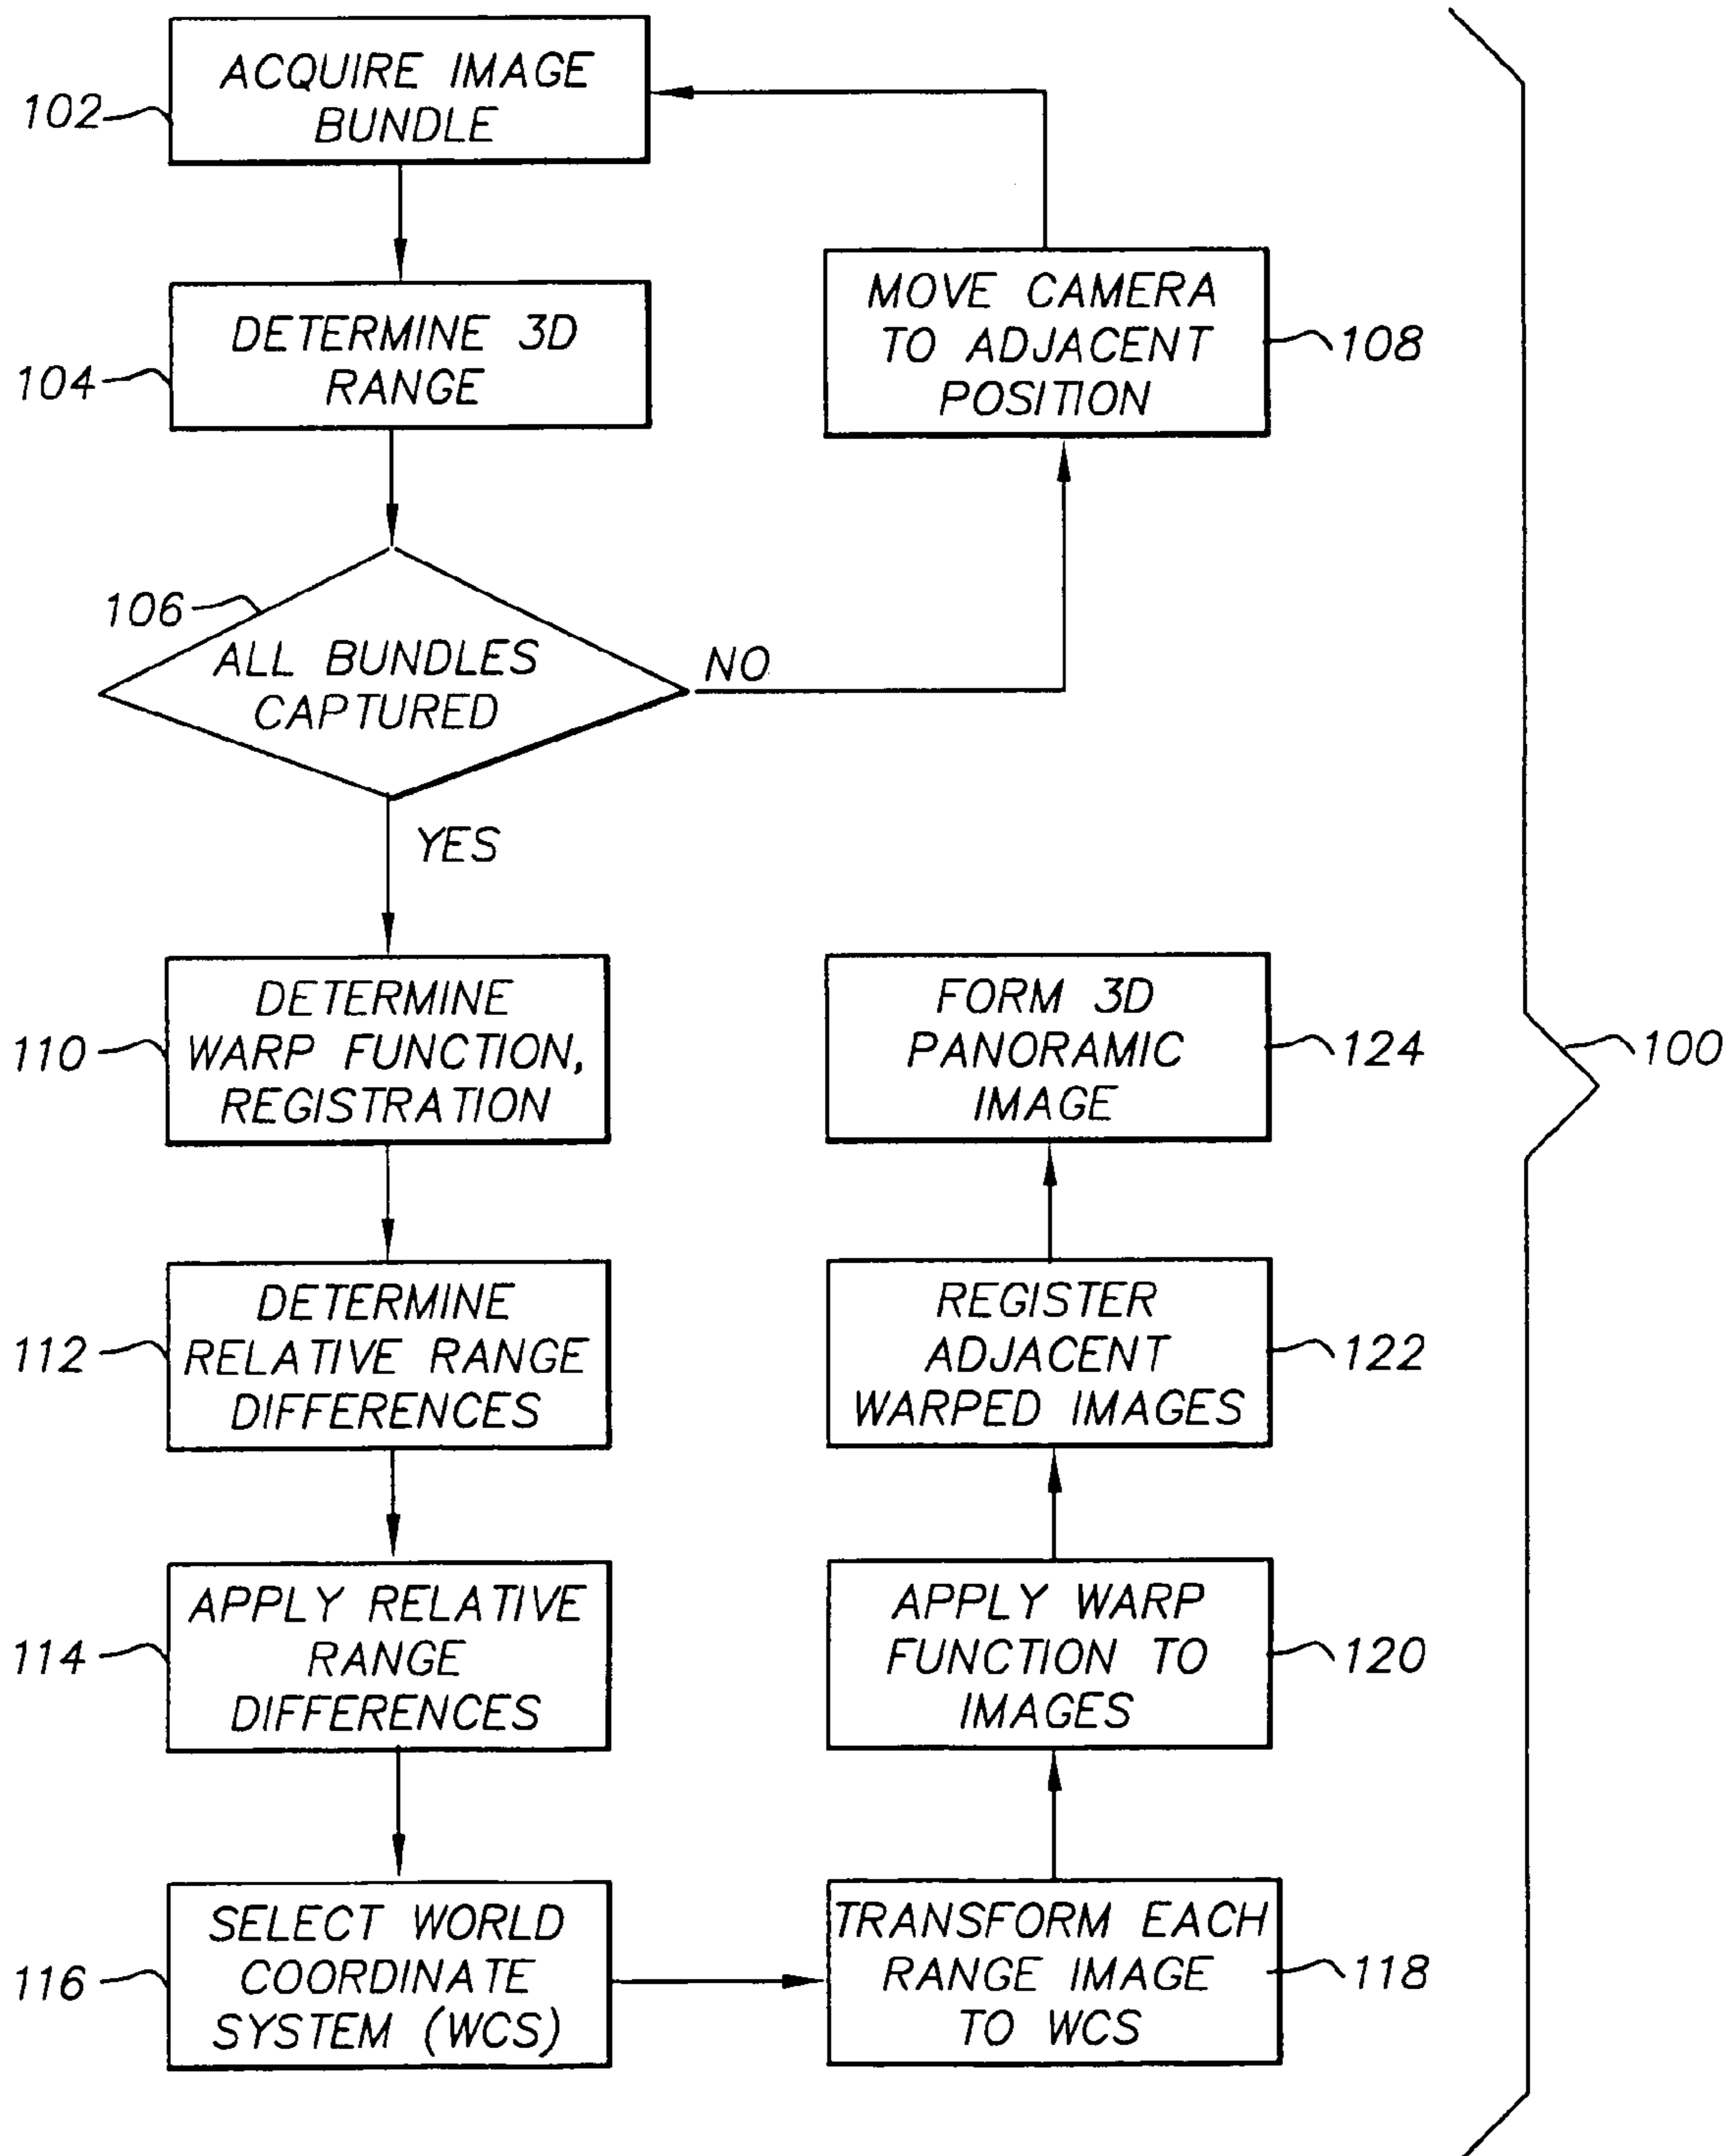 102
ACQUIRE IMAGE
BUNDLE
104
DETERMINE 3D
RANGE
MOVE CAMERA
TO ADJACENT
POSITION
108
106
ALL BUNDLES
CAPTURED
NO
YES
110
DETERMINE
WARP FUNCTION,
REGISTRATION
112
DETERMINE
RELATIVE RANGE
DIFFERENCES
114
APPLY RELATIVE
RANGE
DIFFERENCES
116
SELECT WORLD
COORDINATE
SYSTEM (WCS)
TRANSFORM EACH
RANGE IMAGE
TO WCS
118
APPLY WARP
FUNCTION TO
IMAGES
120
REGISTER
ADJACENT
WARPED IMAGES
122
FORM 3D
PANORAMIC
IMAGE
124
100